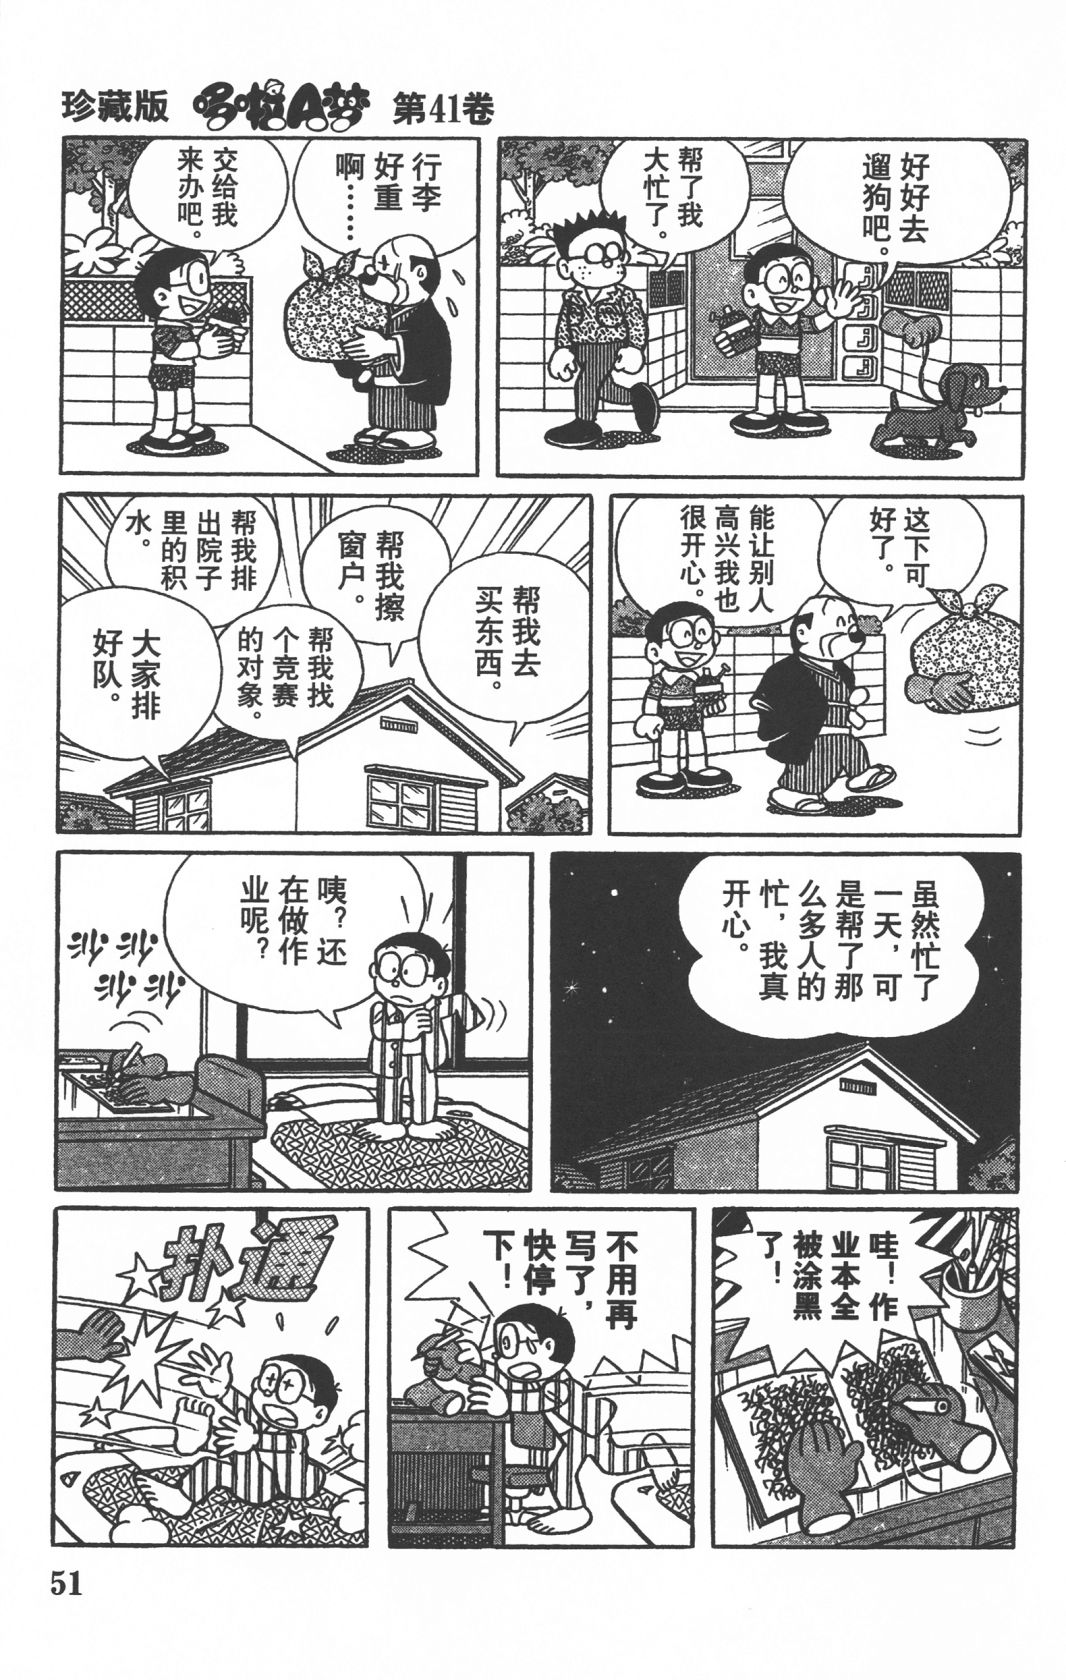 珍藏版 哆啦A梦 第41卷
好好去
遛狗吧。
帮了我
大忙了。
行李
好重
啊……
交给我
来办吧。
这下可
好了。
能让别人
高兴我也
很开心。
帮我去
买东西。
帮我擦
窗户。
帮我排
出院子
里的积
水。
帮我找
个竞赛
的对象。
大家排
好队。
虽然忙了
一天，可
是帮了那
么多人的
忙，我真
开心。
咦？还
在做作
业呢？
沙沙
沙沙
哇！作
业本全
被涂黑
了！
不用再
写了，
快停
下！
扑通
51